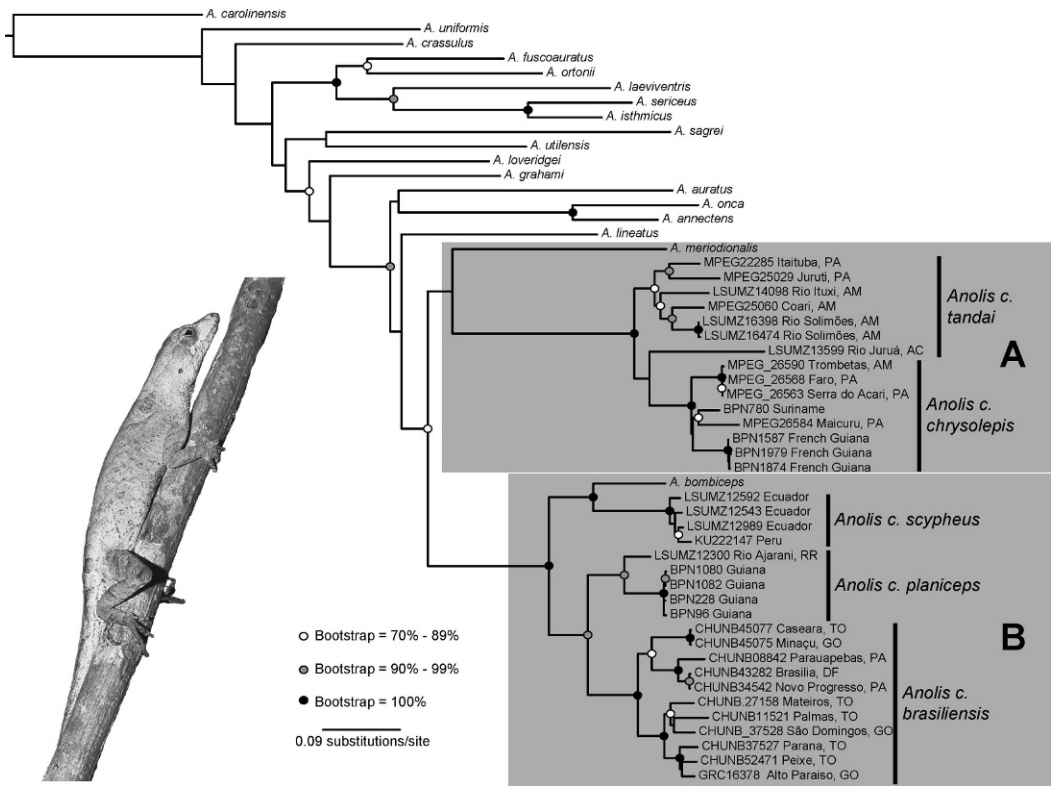 A. carolinensis
A. uniformis
A. crassulus
A. fuscoauratus
A. ortonii
A. laeviventris
A. sericeus
A. isthmicus
A. sagrei
A. utilensis
A. loveridgei
A. grahami
A. auratus
A. onca
A. annectens
A. lineatus
A. meriodionalis
MPEG22285 Itaituba, PA
MPEG25029 Juruti, PA
LSUMZ14098 Rio Ituxi, AM
MPEG25060 Coari, AM
LSUMZ16398 Rio Solimões, AM
LSUMZ16474 Rio Solimões, AM
LSUMZ13599 Rio Juruá, AC
Anolis c.
tandai
MPEG_26590 Trombetas, AM
MPEG_26568 Faro, PA
MPEG_26563 Serra do Acari, PA
BPN780 Suriname
MPEG26584 Maicuru, PA
BPN1587 French Guiana
BPN1979 French Guiana
BPN1874 French Guiana
Anolis c.
chrysolepis
A
A. bombiceps
LSUMZ12592 Ecuador
LSUMZ12543 Ecuador
LSUMZ12989 Ecuador
KU222147 Peru
Anolis c. scypheus
LSUMZ12300 Rio Ajarani, RR
BPN1080 Guiana
BPN1082 Guiana
BPN228 Guiana
BPN96 Guiana
Anolis c. planiceps
CHUNB45077 Caseara, TO
CHUNB45075 Minaçu, GO
CHUNB08842 Parauapebas, PA
CHUNB43282 Brasilia, DF
CHUNB34542 Novo Progresso, PA
CHUNB.27158 Mateiros, TO
CHUNB11521 Palmas, TO
CHUNB_37528 São Domingos, GO
CHUNB37527 Parana, TO
CHUNB52471 Peixe, TO
GRC16378 Alto Paraiso, GO
Anolis c.
brasiliensis
B
Bootstrap = 70% - 89%
Bootstrap = 90% - 99%
Bootstrap = 100%
0.09 substitutions/site